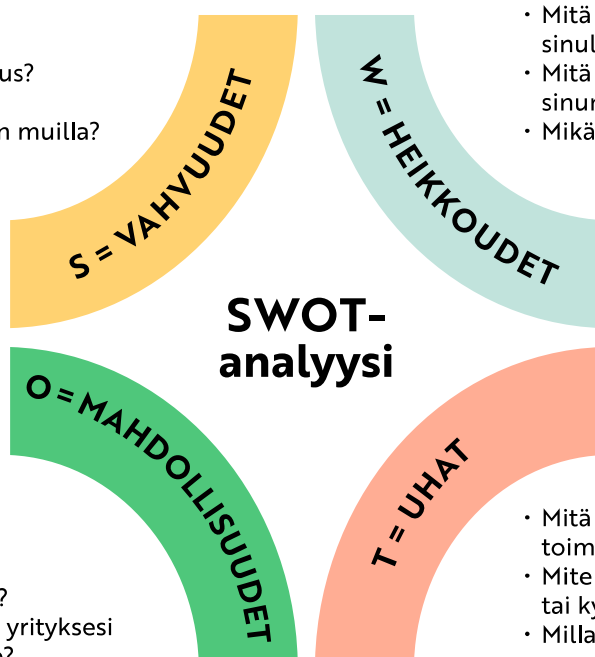 us?
n muilla?
S = VAHVUUDET
W = HEIKKOUDET
• Mitä
sinul
• Mitä
sinun
• Mikä
SWOT-
analyysi
O = MAHDOLLISUUDET
?
yrityksesi
?
T = UHAT
• Mitä
toim
• Mite
tai ky
• Milla